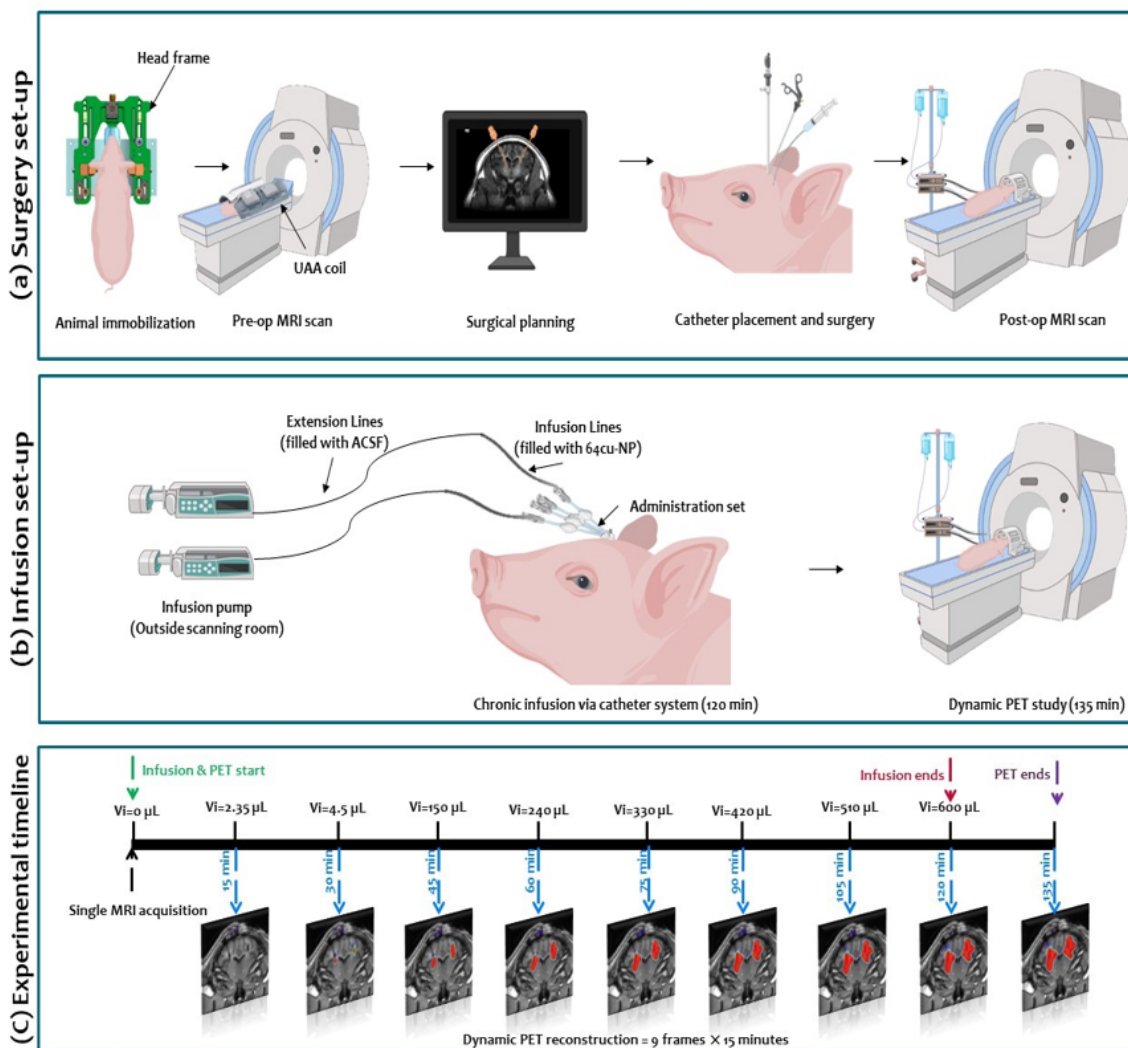 (a) Surgery set-up
Head frame
UAA coil
Animal immobilization
Pre-op MRI scan
Surgical planning
Catheter placement and surgery
Post-op MRI scan
(b) Infusion set-up
Extension Lines
(filled with ACSF)
Infusion Lines
(filled with 64cu-NP)
Administration set
Infusion pump
(Outside scanning room)
Chronic infusion via catheter system (120 min)
Dynamic PET study (135 min)
(C) Experimental timeline
Infusion & PET start
Infusion ends
PET ends
Vi=0 µL
Vi=2.35 µL
Vi=4.5 µL
Vi=150 µL
Vi=240 µL
Vi=330 µL
Vi=420 µL
Vi=510 µL
Vi=600 µL
15 min
30 min
45 min
60 min
75 min
90 min
105 min
120 min
135 min
Single MRI acquisition
Dynamic PET reconstruction = 9 frames × 15 minutes